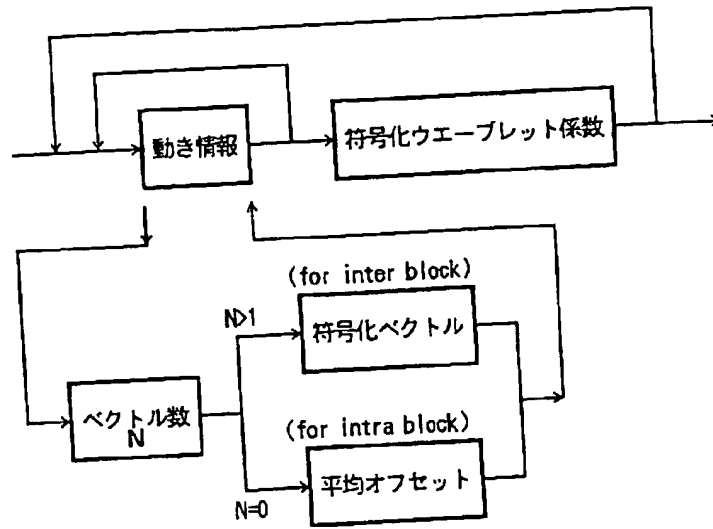 動き情報
符号化ウエーブレット係数
(for inter block)
N>1
符号化ベクトル
ベクトル数
N
(for intra block)
平均オフセット
N=0